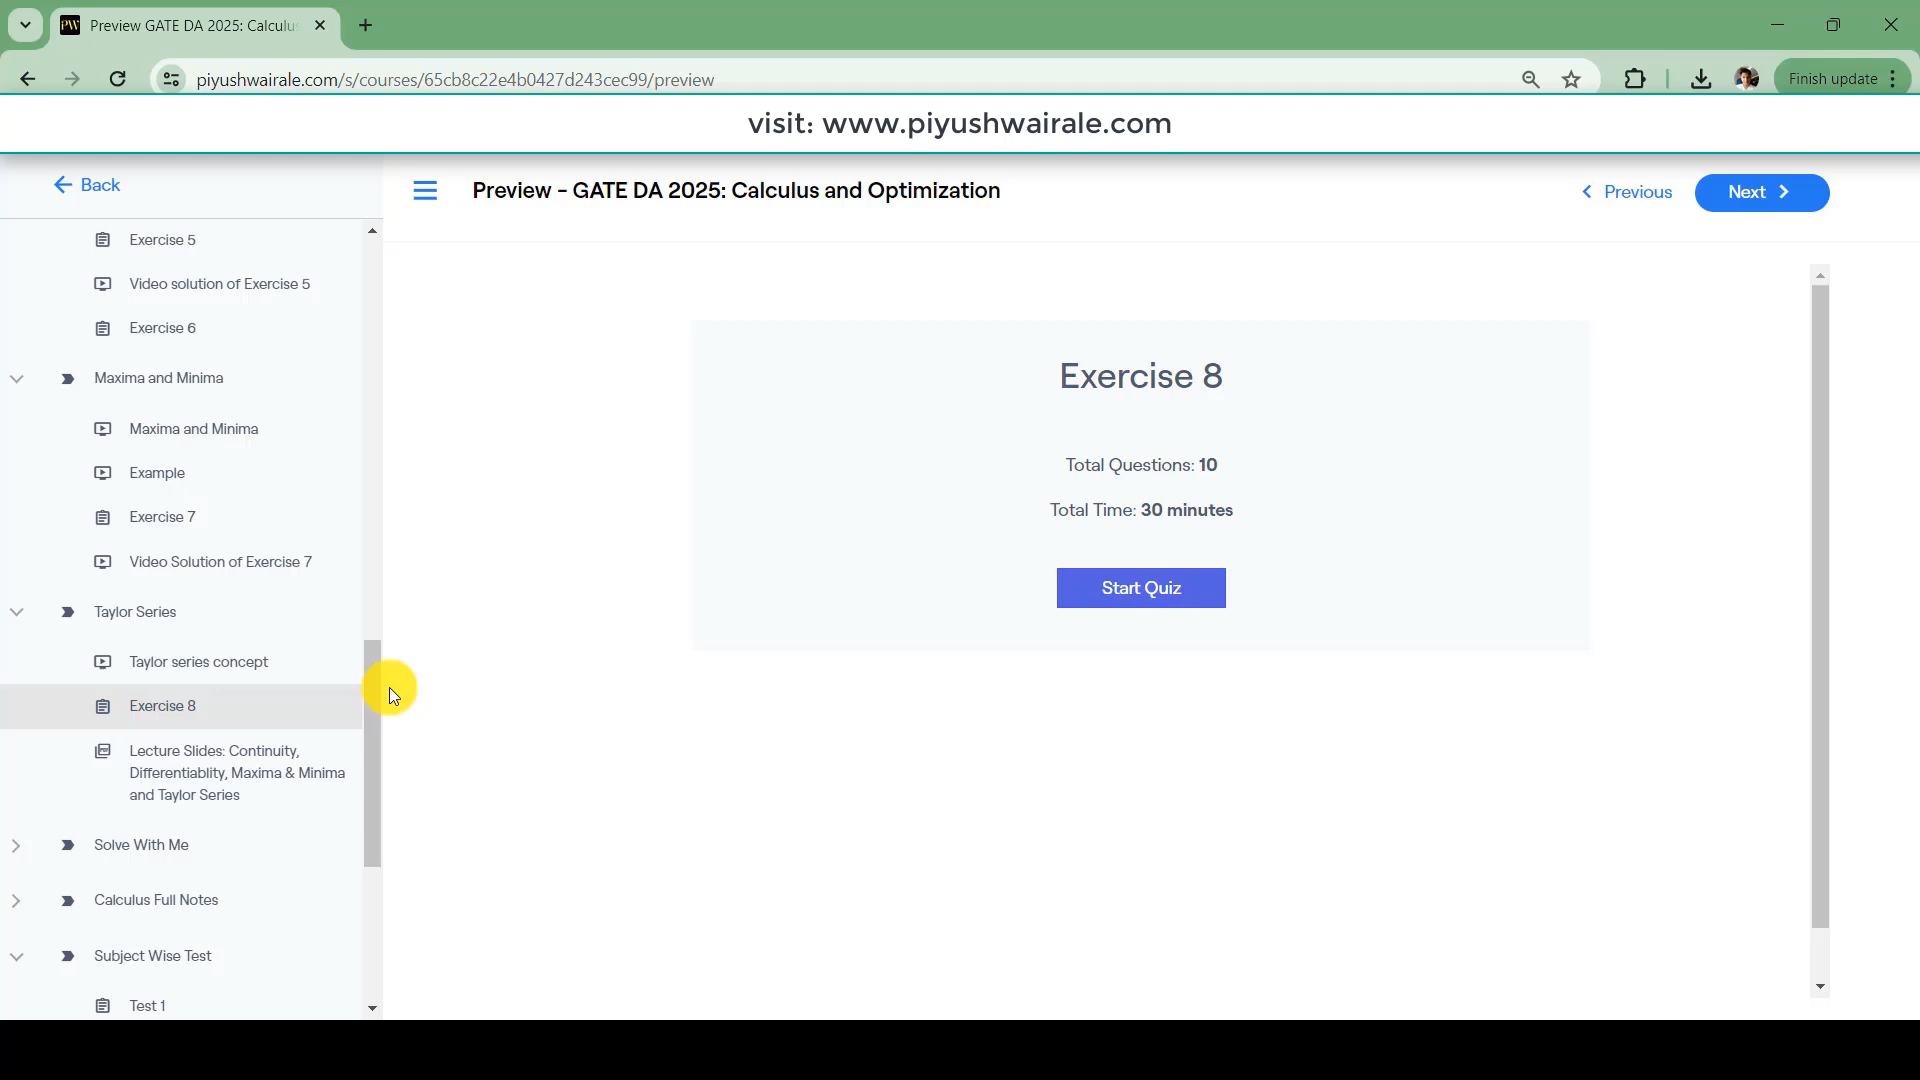 PW Preview GATE DA 2025: Calculus
piyushwairale.com/s/courses/65cb8c22e4b0427d243cec99/preview
Finish update
visit: www.piyushwairale.com
Back
Preview - GATE DA 2025: Calculus and Optimization
Previous
Next
Exercise 5
Video solution of Exercise 5
Exercise 6
Maxima and Minima
Maxima and Minima
Example
Exercise 7
Video Solution of Exercise 7
Taylor Series
Taylor series concept
Exercise 8
Lecture Slides: Continuity,
Differentiablity, Maxima & Minima
and Taylor Series
Solve With Me
Calculus Full Notes
Subject Wise Test
Test 1
Exercise 8
Total Questions: 10
Total Time: 30 minutes
Start Quiz